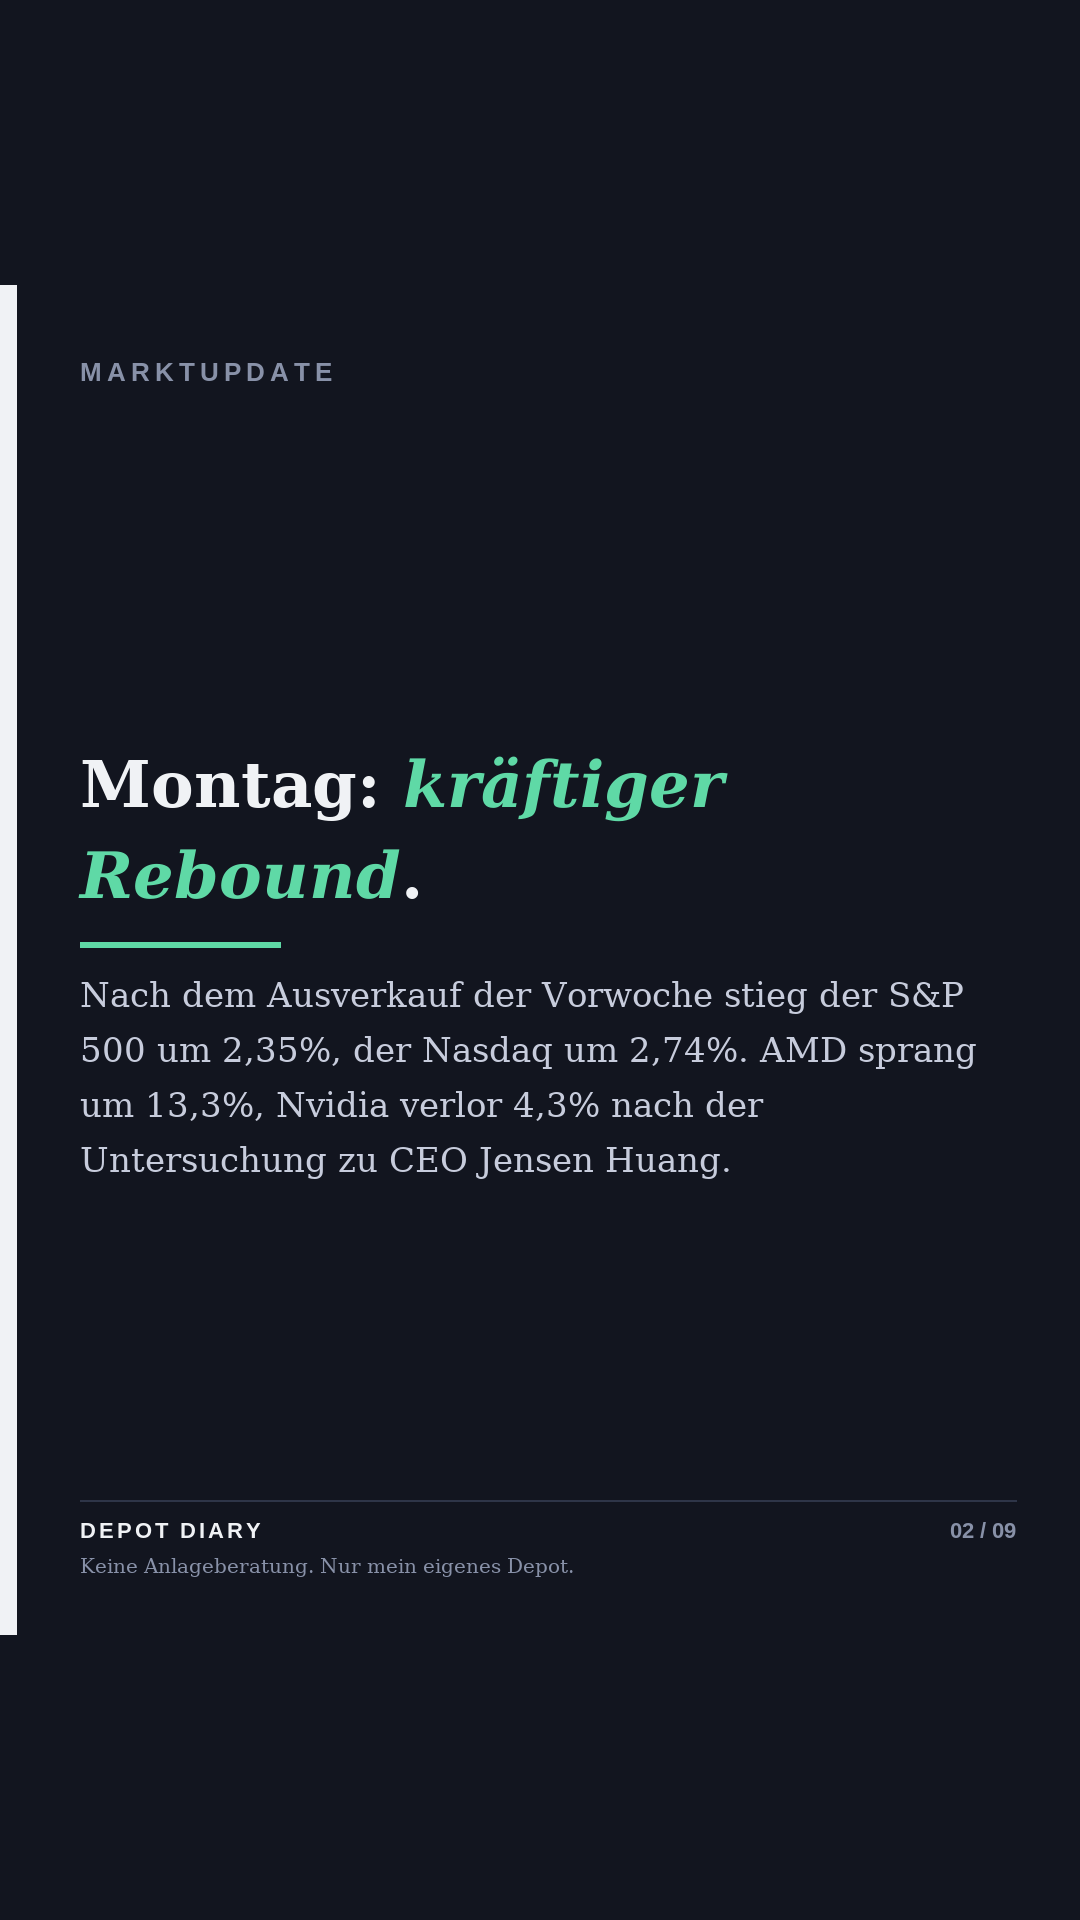 MARKTUPDATE
Montag: kräftiger
Rebound.
Nach dem Ausverkauf der Vorwoche stieg der S&P
500 um 2,35%, der Nasdaq um 2,74%. AMD sprang
um 13,3%, Nvidia verlor 4,3% nach der
Untersuchung zu CEO Jensen Huang.
DEPOT DIARY
02 / 09
Keine Anlageberatung. Nur mein eigenes Depot.